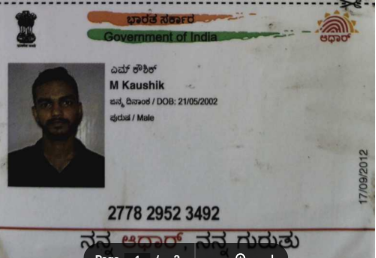 ಭಾರತ ಸರ್ಕಾರ
Government of India
ಆಧಾರ್
ಎಮ್ ಕೌಶಿಕ್
M Kaushik
ಜನ್ಮ ದಿನಾಂಕ / DOB: 21/05/2002
ಪುರುಷ / Male
17/09/2012
2778 2952 3492
ನನ್ನ ಆಧಾರ್, ನನ್ನ ಗುರುತು